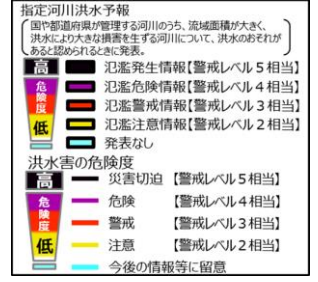 指定河川洪水予報
国や都道府県が管理する河川のうち、流域面積が大きく、
洪水により大きな損害を生ずる河川について、洪水のおそれが
あると認められるときに発表。
高 氾濫発生情報【警戒レベル5相当】
危険度 氾濫危険情報【警戒レベル4相当】
氾濫警戒情報【警戒レベル3相当】
低 氾濫注意情報【警戒レベル2相当】
発表なし
洪水害の危険度
高 災害切迫 【警戒レベル5相当】
危険度 危険 【警戒レベル4相当】
警戒 【警戒レベル3相当】
低 注意 【警戒レベル2相当】
今後の情報等に留意